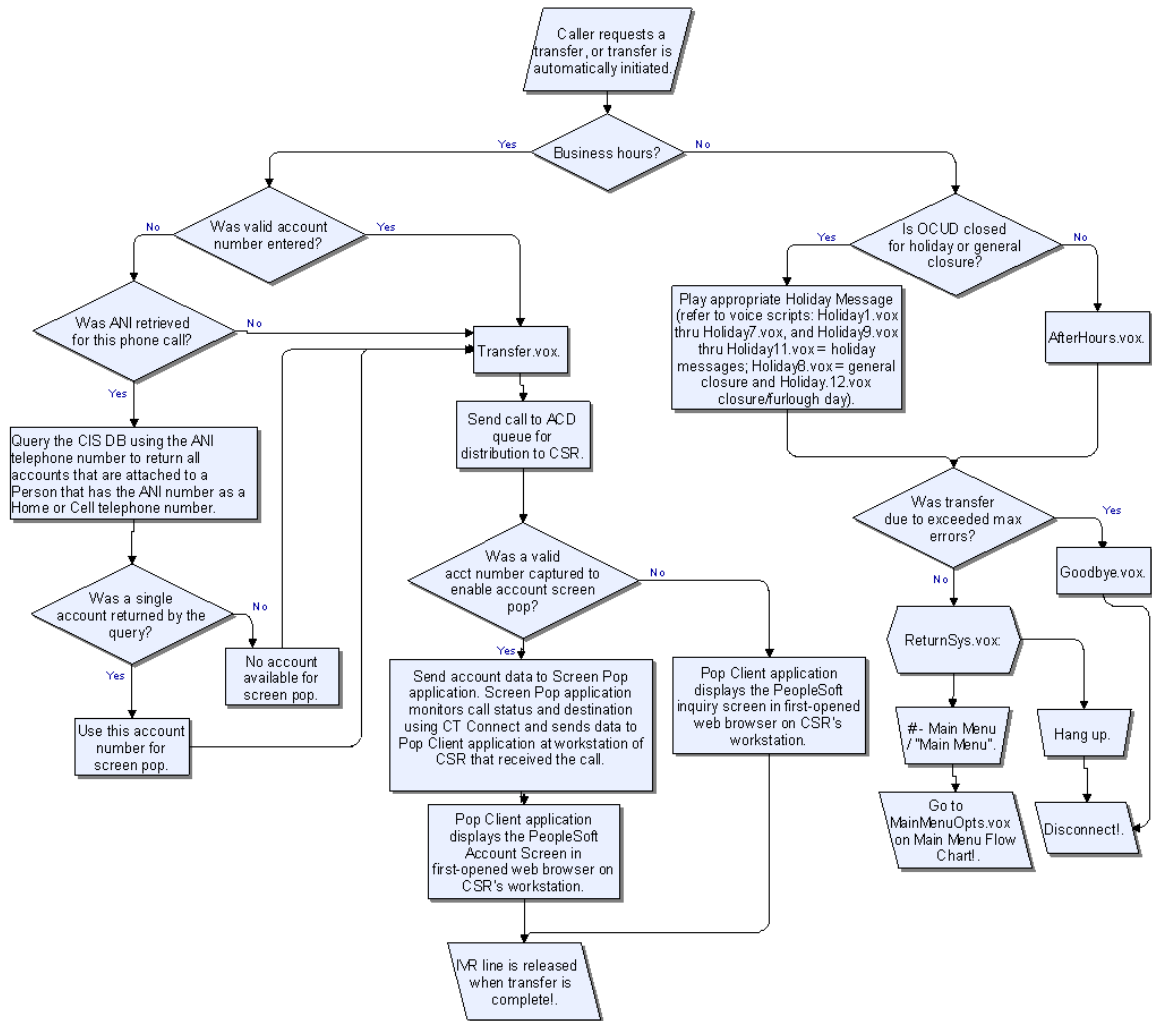 Caller requests a
transfer, or transfer is
automatically initiated.
Business hours?
Yes
No
Was valid account
number entered?
No
Yes
Is OCUD closed
for holiday or general
closure?
Yes
No
Was ANI retrieved
for this phone call?
No
Yes
Transfer.vox.
Play appropriate Holiday Message
(refer to voice scripts: Holiday1.vox
thru Holiday7.vox, and Holiday9.vox
thru Holiday11.vox = holiday
messages; Holiday8.vox = general
closure and Holiday.12.vox
closure/furlough day).
AfterHours.vox.
Query the CIS DB using the ANI
telephone number to return all
accounts that are attached to a
Person that has the ANI number as a
Home or Cell telephone number.
Send call to ACD
queue for
distribution to CSR.
Was transfer
due to exceeded max
errors?
Yes
No
Goodbye.vox.
Was a valid
acct number captured to
enable account screen
pop?
No
Yes
Was a single
account returned by the
query?
No
Yes
No account
available for
screen pop.
Use this account
number for
screen pop.
Send account data to Screen Pop
application. Screen Pop application
monitors call status and destination
using CT Connect and sends data to
Pop Client application at workstation of
CSR that received the call.
Pop Client application
displays the PeopleSoft
inquiry screen in first-opened
web browser on CSR's
workstation.
ReturnSys.vox:
#- Main Menu
/ "Main Menu".
Hang up.
Go to
MainMenuOpts.vox
on Main Menu Flow
Chart!.
Disconnect!.
Pop Client application
displays the PeopleSoft
Account Screen in
first-opened web browser on
CSR's workstation.
IVR line is released
when transfer is
complete!.